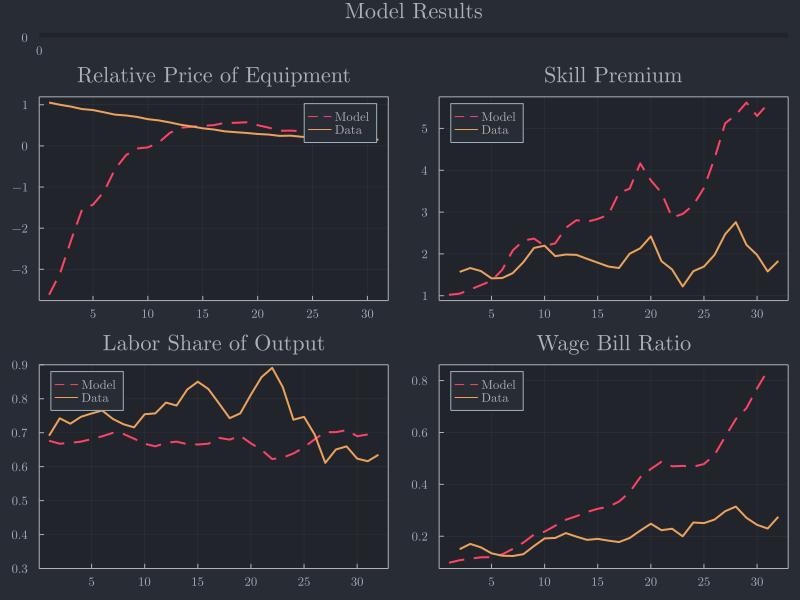 Model Results
0
0
Relative Price of Equipment
1
0
−1
−2
−3
5 10 15 20 25 30
Model
Data
Skill Premium
5
4
3
2
1
5 10 15 20 25 30
Model
Data
Labor Share of Output
0.9
0.8
0.7
0.6
0.5
0.4
0.3
5 10 15 20 25 30
Model
Data
Wage Bill Ratio
0.8
0.6
0.4
0.2
5 10 15 20 25 30
Model
Data